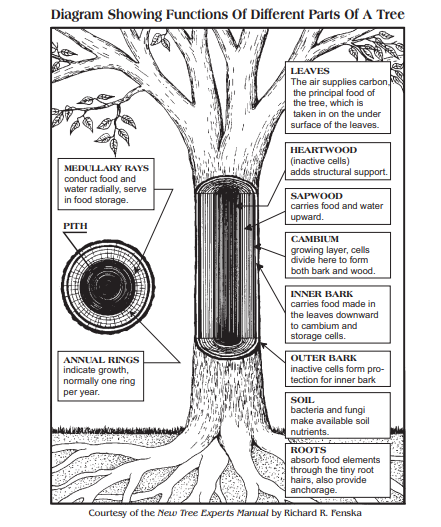 Diagram Showing Functions Of Different Parts Of A Tree
LEAVES
The air supplies carbon,
the principal food of
the tree, which is
taken in on the under
surface of the leaves.
HEARTWOOD
(inactive cells)
adds structural support.
SAPWOOD
carries food and water
upward.
CAMBIUM
growing layer, cells
divide here to form
both bark and wood.
INNER BARK
carries food made in
the leaves downward
to cambium and
storage cells.
OUTER BARK
inactive cells form pro-
tection for inner bark
SOIL
bacteria and fungi
make available soil
nutrients.
ROOTS
absorb food elements
through the tiny root
hairs, also provide
anchorage.
MEDULLARY RAYS
conduct food and
water radially, serve
in food storage.
PITH
ANNUAL RINGS
indicate growth,
normally one ring
per year.
Courtesy of the New Tree Experts Manual by Richard R. Fenska